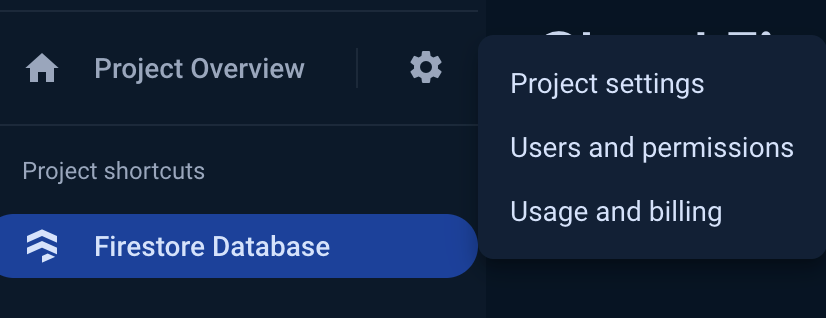 Project Overview
Project settings
Users and permissions
Project shortcuts
Usage and billing
Firestore Database